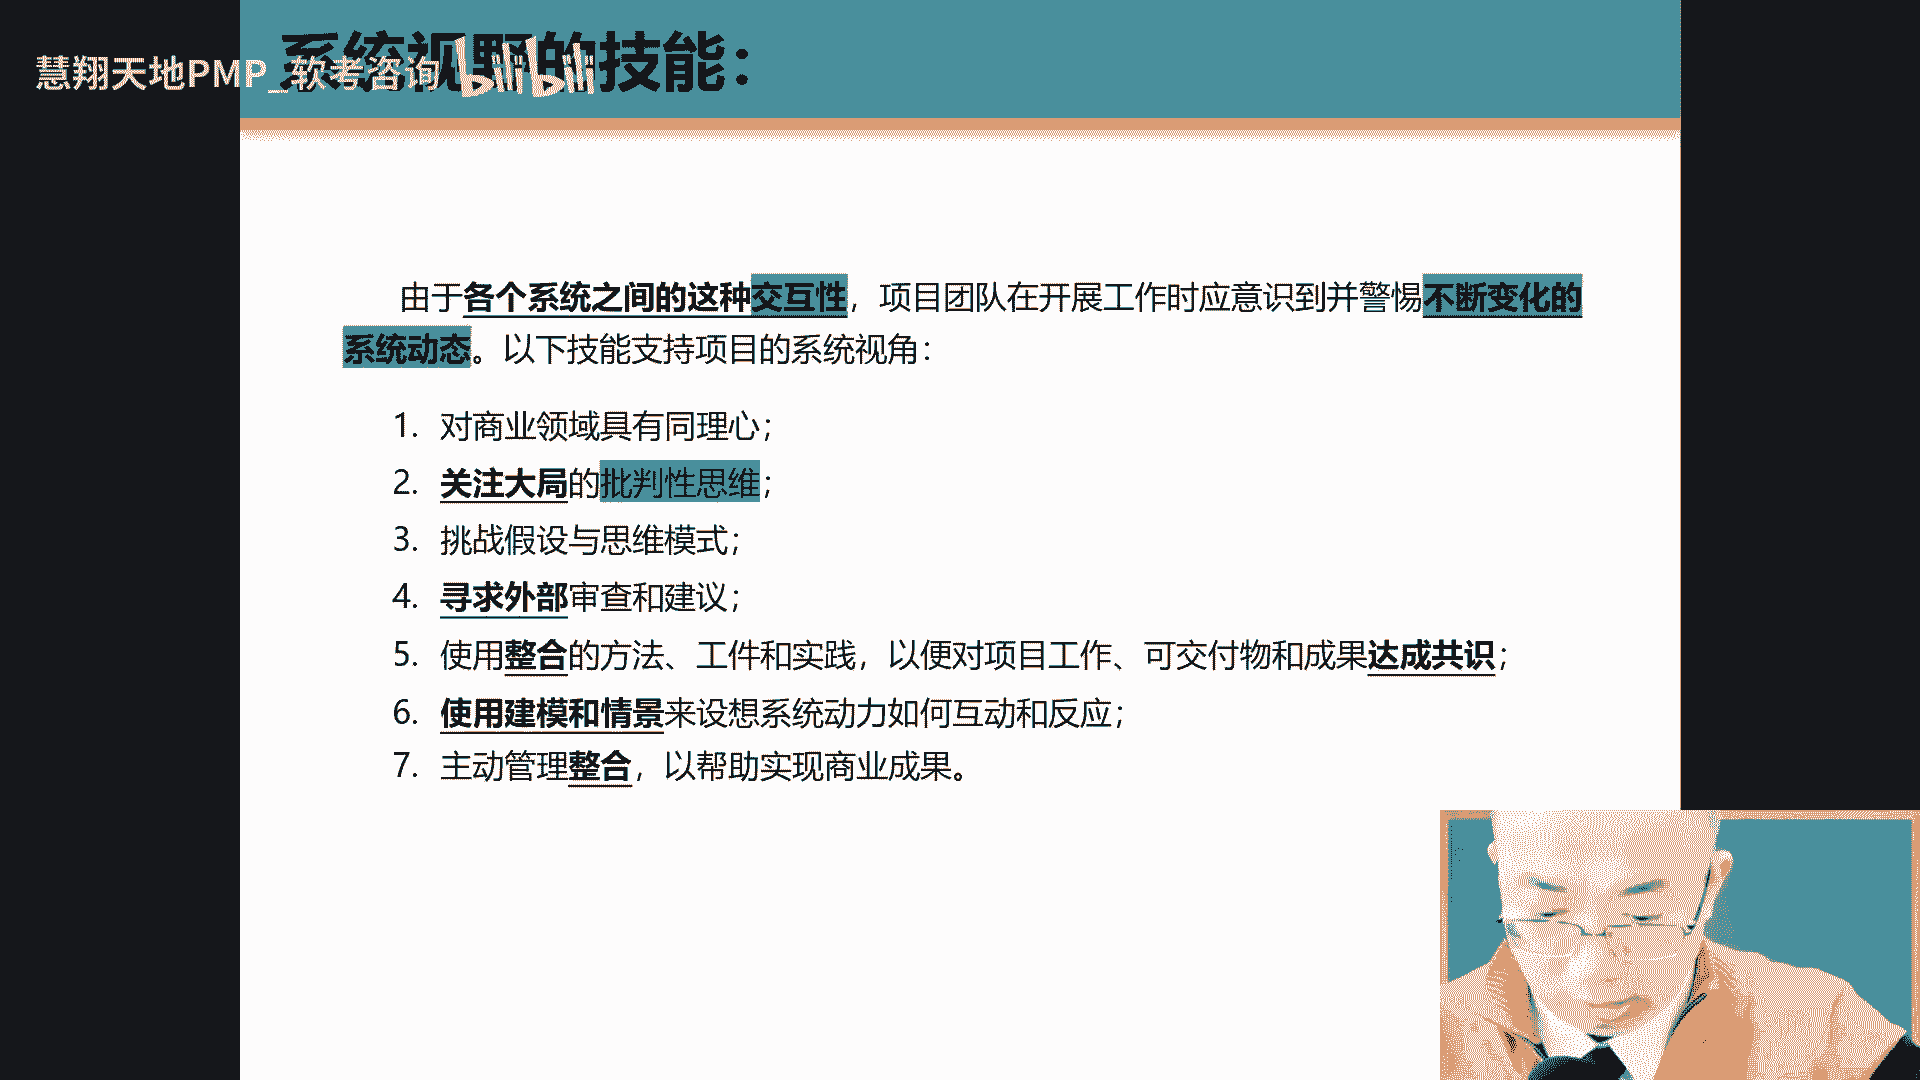 系统视野的技能：
慧翔天地PMP_软考咨询 bilibili
由于各个系统之间的这种交互性，项目团队在开展工作时应意识到并警惕不断变化的
系统动态。以下技能支持项目的系统视角：
1. 对商业领域具有同理心；
2. 关注大局的批判性思维；
3. 挑战假设与思维模式；
4. 寻求外部审查和建议；
5. 使用整合的方法、工件和实践，以便对项目工作、可交付物和成果达成共识；
6. 使用建模和情景来设想系统动力如何互动和反应；
7. 主动管理整合，以帮助实现商业成果。